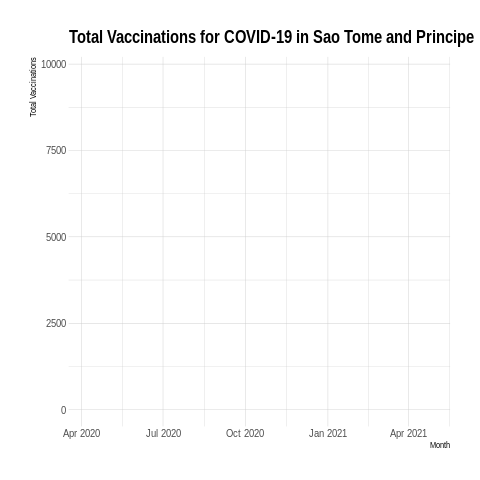 Total Vaccinations for COVID-19 in Sao Tome and Principe
Total Vaccinations
10000
7500
5000
2500
0
Apr 2020 Jul 2020 Oct 2020 Jan 2021 Apr 2021
Month